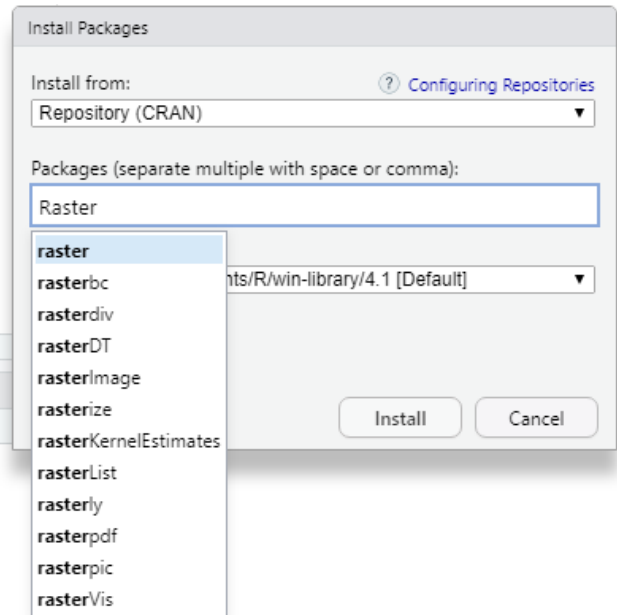 Install Packages
Install from:
? Configuring Repositories
Repository (CRAN)
Packages (separate multiple with space or comma):
Raster
raster
rasterbc
nts/R/win-library/4.1 [Default]
rasterdiv
rasterDT
rasterImage
rasterize
Install
Cancel
rasterKernelEstimates
rasterList
rasterly
rasterpdf
rasterpic
rasterVis